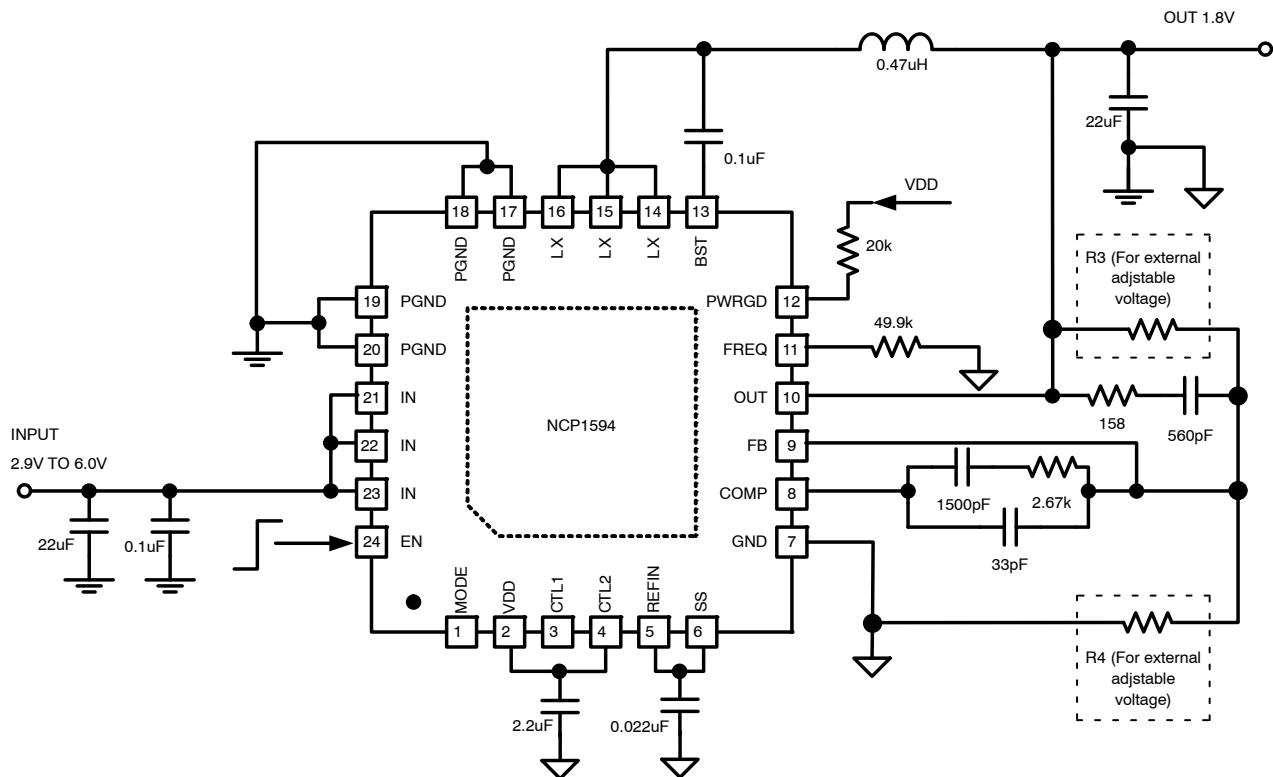 OUT 1.8V
0.47uH
22uF
0.1uF
VDD
18
17
16
15
14
13
PGND
PGND
LX
LX
LX
BST
20k
R3 (For external
adjstable
voltage)
19
PGND
PWRGD
12
49.9k
20
PGND
FREQ
11
21
IN
OUT
10
158
560pF
INPUT
2.9V TO 6.0V
22
IN
NCP1594
FB
9
23
IN
COMP
8
1500pF
2.67k
22uF
0.1uF
24
EN
GND
7
33pF
MODE
VDD
CTL1
CTL2
REFIN
SS
1
2
3
4
5
6
R4 (For external
adjstable
voltage)
2.2uF
0.022uF